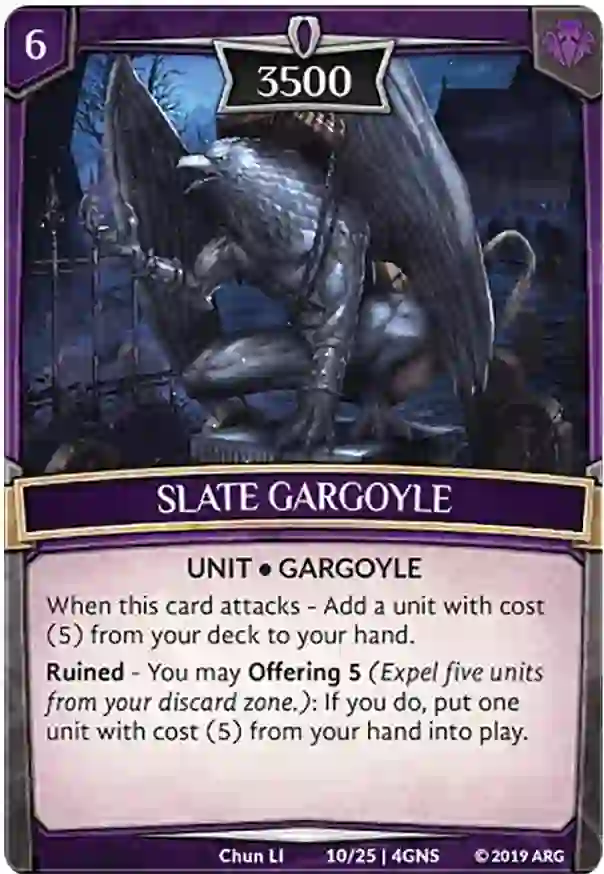 6
3500
SLATE GARGOYLE
UNIT • GARGOYLE
When this card attacks - Add a unit with cost
(5) from your deck to your hand.
Ruined - You may Offering 5 (Expel five units
from your discard zone.): If you do, put one
unit with cost (5) from your hand into play.
Chun LI 10/25 | 4GNS © 2019 ARG